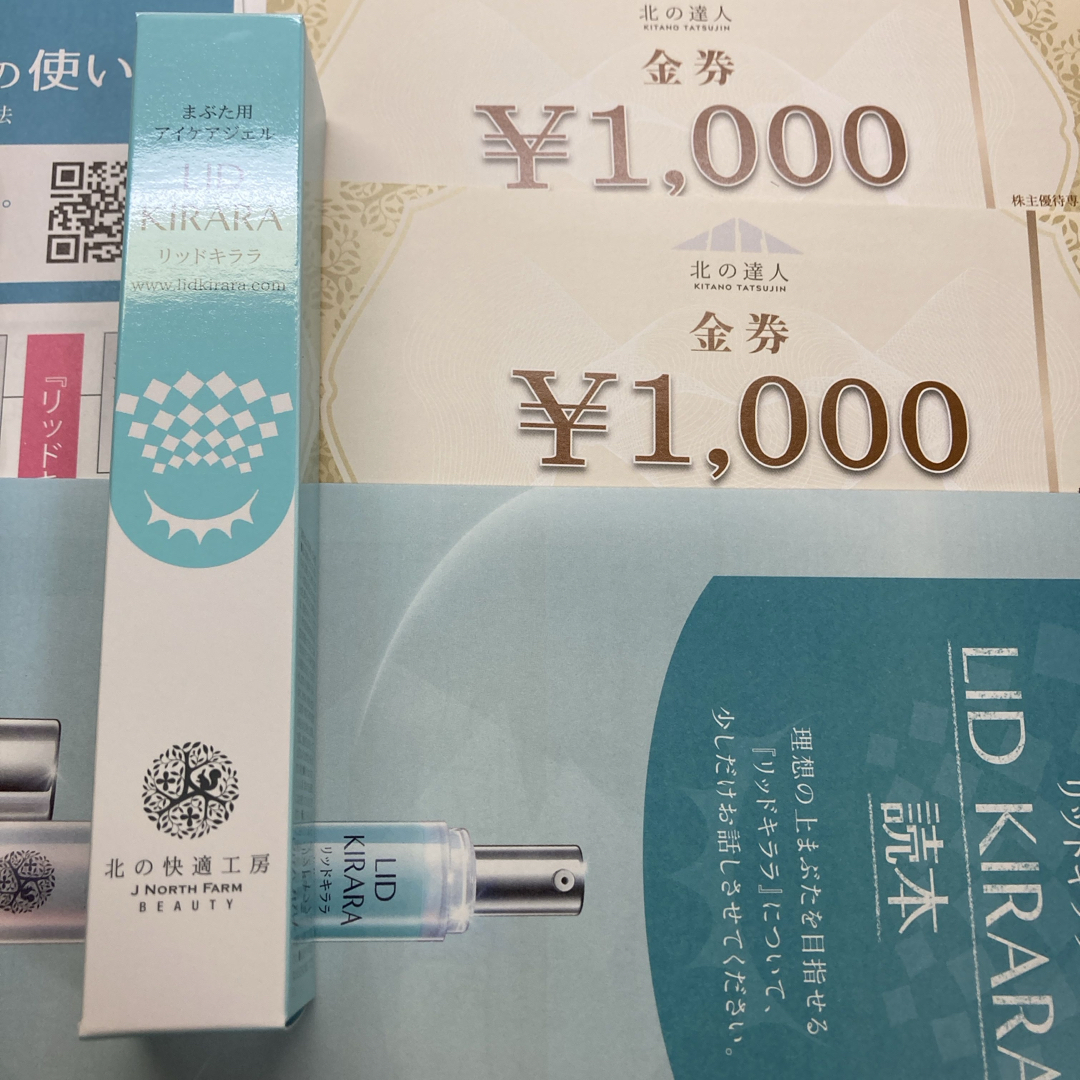 の使い
法
まぶた用
アイケアジェル
LID
KIRARA
リッドキララ
www.lidkirara.com
北の快適工房
J NORTH FARM
BEAUTY
北の達人
KITANO TATSUJIN
金券
¥1,000
株主優待専
北の達人
KITANO TATSUJIN
金券
¥1,000
『リッドキ
LID
KIRARA
リッドキララ
LID KIRARA
読本
理想の上まぶたを目指せる
『リッドキララ』について、
少しだけお話しさせてください。